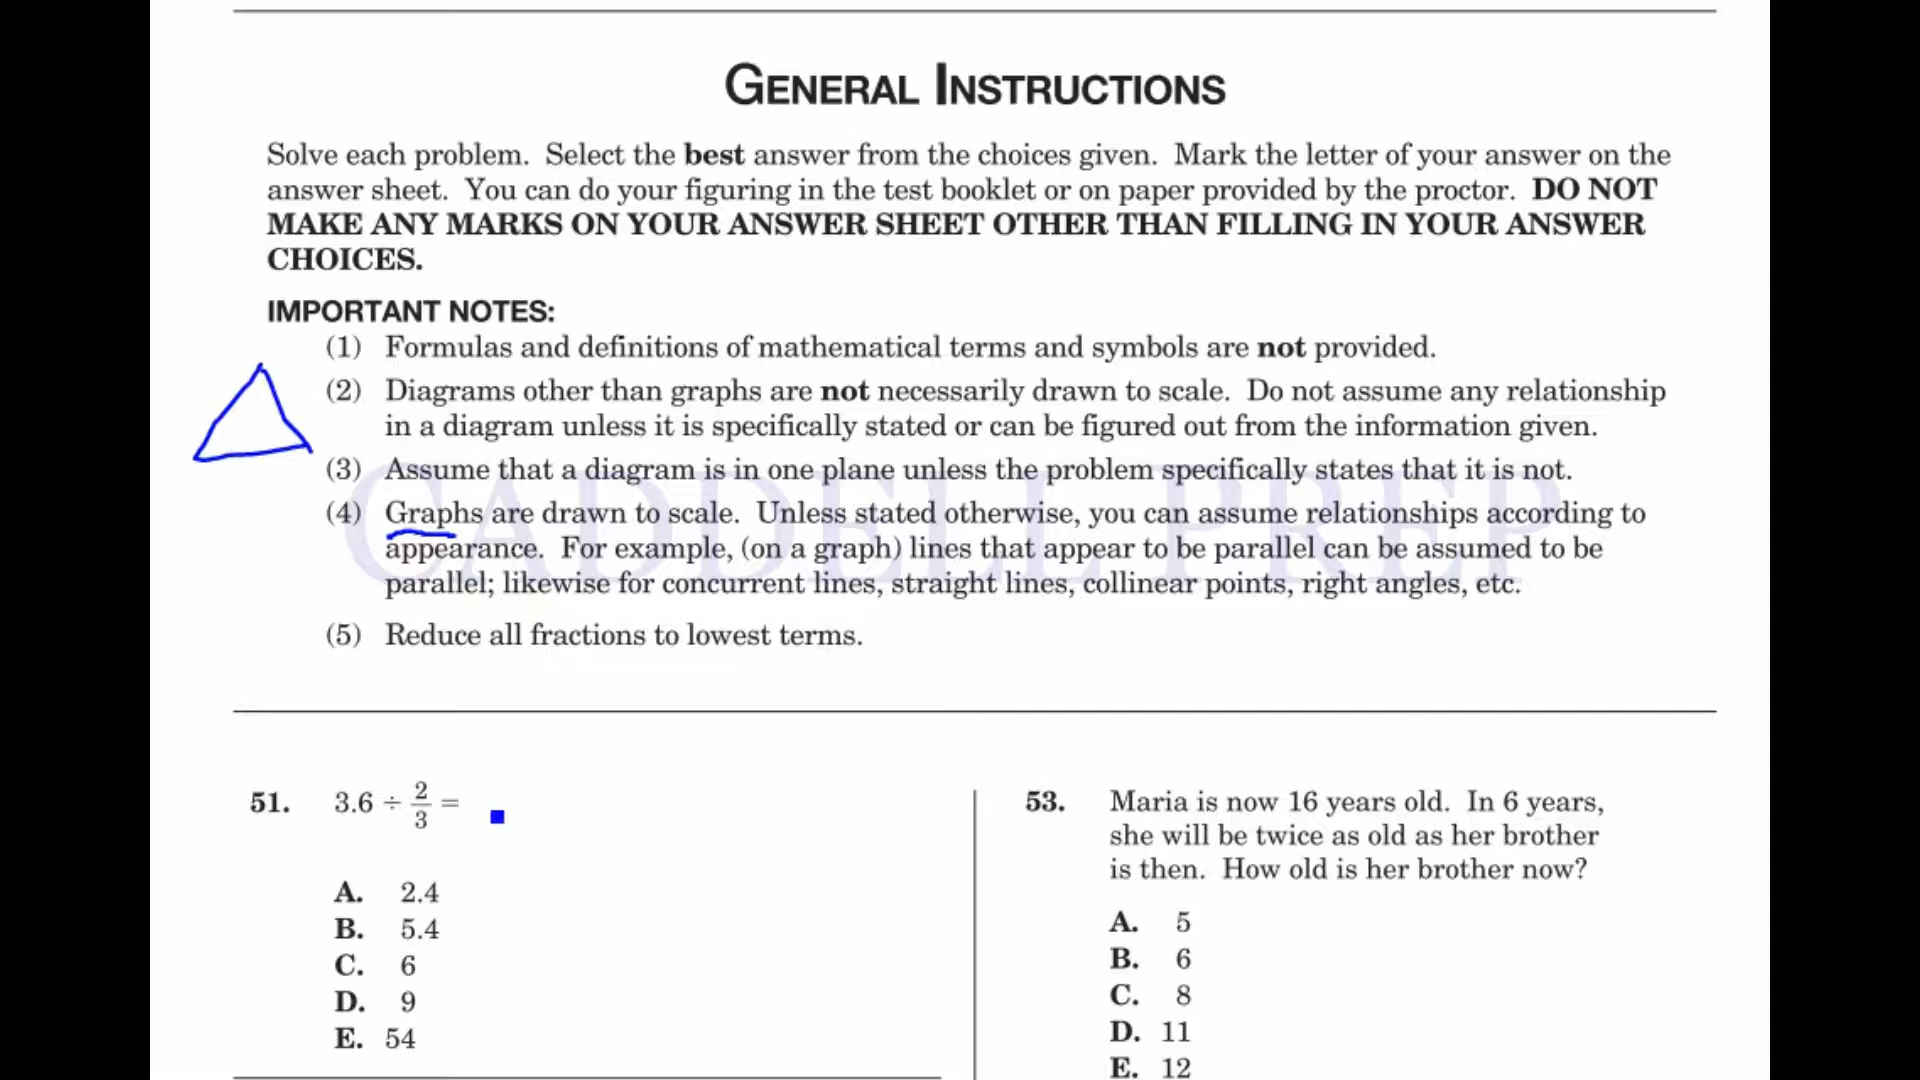 GENERAL INSTRUCTIONS
Solve each problem. Select the best answer from the choices given. Mark the letter of your answer on the
answer sheet. You can do your figuring in the test booklet or on paper provided by the proctor. DO NOT
MAKE ANY MARKS ON YOUR ANSWER SHEET OTHER THAN FILLING IN YOUR ANSWER
CHOICES.
IMPORTANT NOTES:
(1) Formulas and definitions of mathematical terms and symbols are not provided.
(2) Diagrams other than graphs are not necessarily drawn to scale. Do not assume any relationship
in a diagram unless it is specifically stated or can be figured out from the information given.
(3) Assume that a diagram is in one plane unless the problem specifically states that it is not.
(4) Graphs are drawn to scale. Unless stated otherwise, you can assume relationships according to
appearance. For example, (on a graph) lines that appear to be parallel can be assumed to be
parallel; likewise for concurrent lines, straight lines, collinear points, right angles, etc.
(5) Reduce all fractions to lowest terms.
CADDELL PREP
51. 3.6 ÷ 2/3 =
A. 2.4
B. 5.4
C. 6
D. 9
E. 54
53. Maria is now 16 years old. In 6 years,
she will be twice as old as her brother
is then. How old is her brother now?
A. 5
B. 6
C. 8
D. 11
E. 12